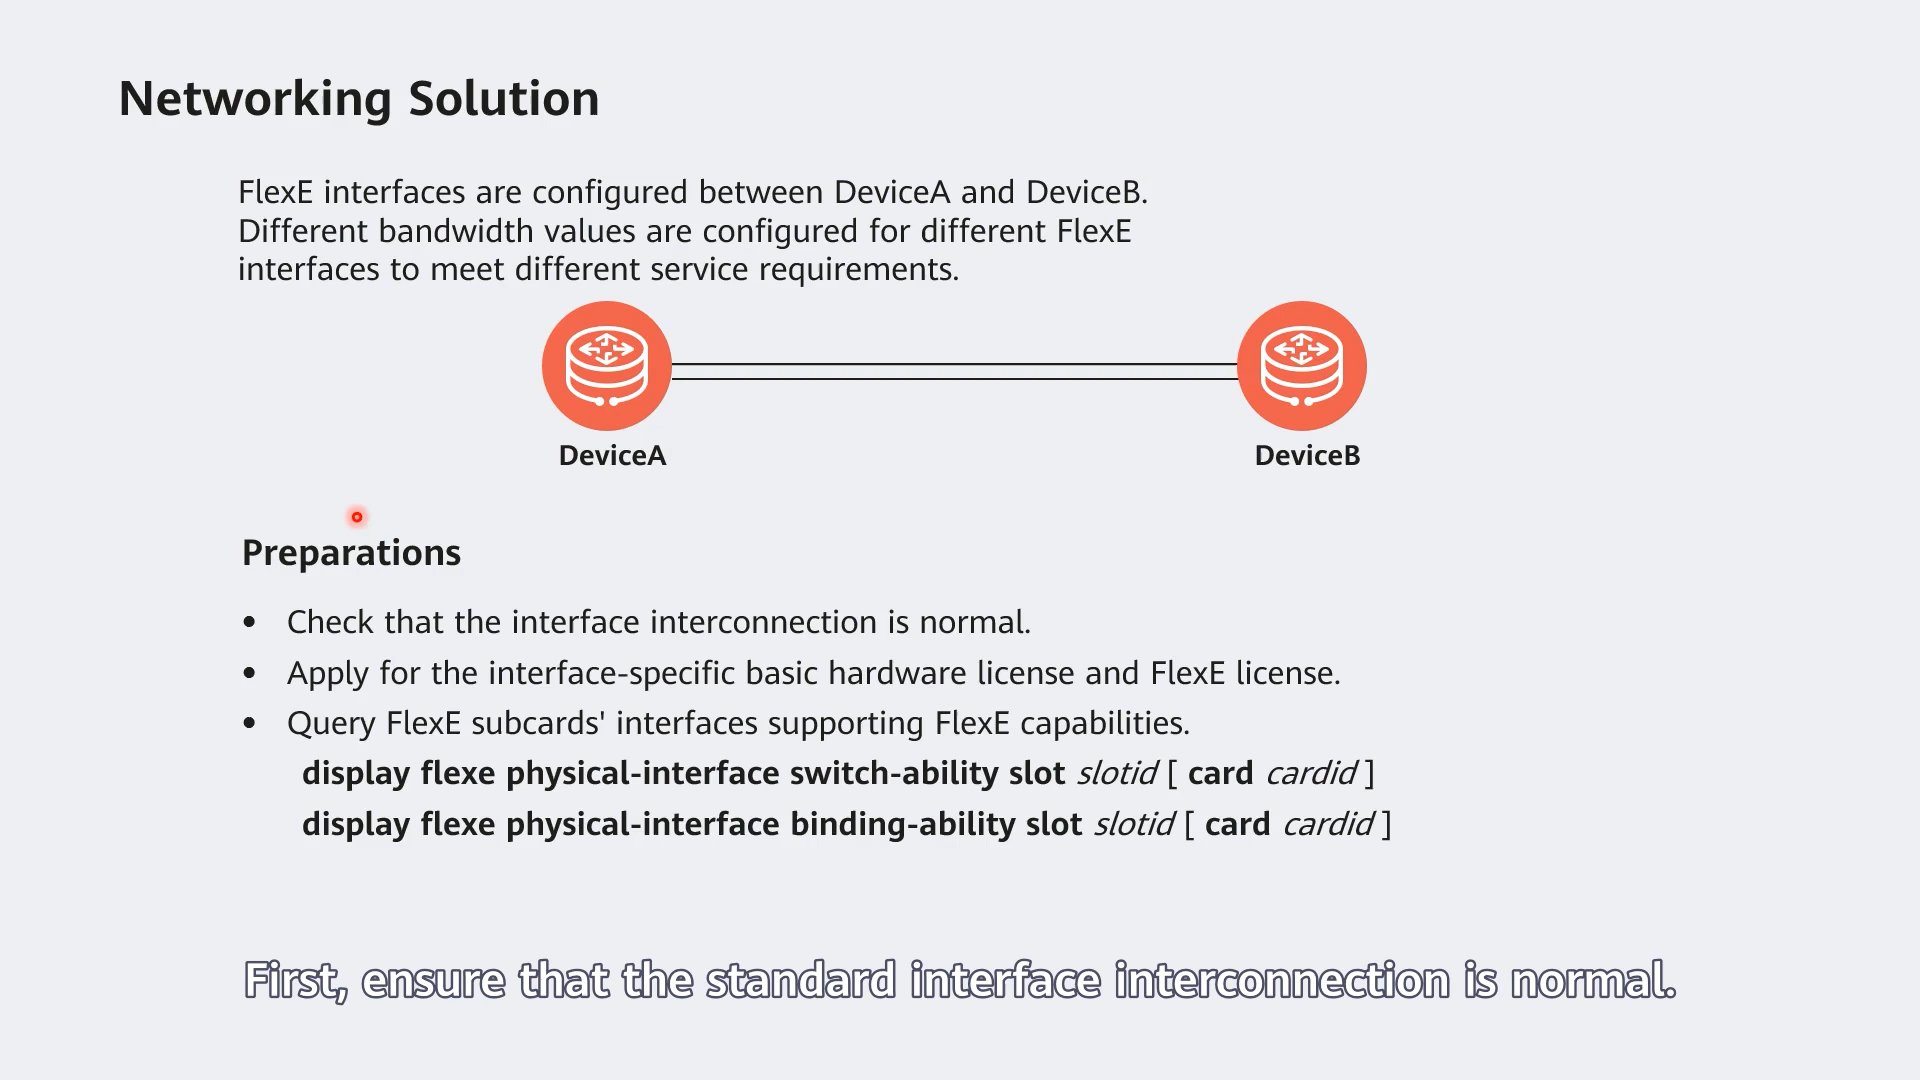 Networking Solution
FlexE interfaces are configured between DeviceA and DeviceB.
Different bandwidth values are configured for different FlexE
interfaces to meet different service requirements.
DeviceA
DeviceB
Preparations
• Check that the interface interconnection is normal.
• Apply for the interface-specific basic hardware license and FlexE license.
• Query FlexE subcards' interfaces supporting FlexE capabilities.
display flexe physical-interface switch-ability slot slotid [ card cardid ]
display flexe physical-interface binding-ability slot slotid [ card cardid ]
First, ensure that the standard interface interconnection is normal.